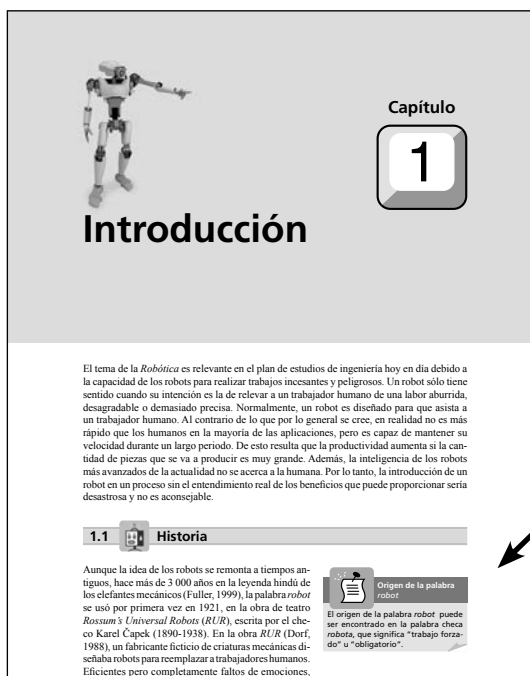 Capítulo
1
Introducción
El tema de la Robótica es relevante en el plan de estudios de ingeniería hoy en día debido a
la capacidad de los robots para realizar trabajos incesantes y peligrosos. Un robot sólo tiene
sentido cuando su intención es la de relevar a un trabajador humano de una labor aburrida,
desagradable o demasiado precisa. Normalmente, un robot es diseñado para que asista a
un trabajador humano. Al contrario de lo que por lo general se cree, en realidad no es más
rápido que los humanos en la mayoría de las aplicaciones, pero es capaz de mantener su
velocidad durante un largo periodo. De esto resulta que la productividad aumenta si la can-
tidad de piezas que se va a producir es muy grande. Además, la inteligencia de los robots
más avanzados de la actualidad no se acerca a la humana. Por lo tanto, la introducción de un
robot en un proceso sin el entendimiento real de los beneficios que puede proporcionar sería
desastrosa y no es aconsejable.
1.1 Historia
Aunque la idea de los robots se remonta a tiempos an-
tiguos, hace más de 3 000 años en la leyenda hindú de
los elefantes mecánicos (Fuller, 1999), la palabra robot
se usó por primera vez en 1921, en la obra de teatro
Rossum's Universal Robots (RUR), escrita por el che-
co Karel Čapek (1890-1938). En la obra RUR (Dorf,
1988), un fabricante ficticio de criaturas mecánicas di-
señaba robots para reemplazar a trabajadores humanos.
Eficientes pero completamente faltos de emociones,
Origen de la palabra
robot
El origen de la palabra robot puede
ser encontrado en la palabra checa
robota, que significa "trabajo forza-
do" u "obligatorio".